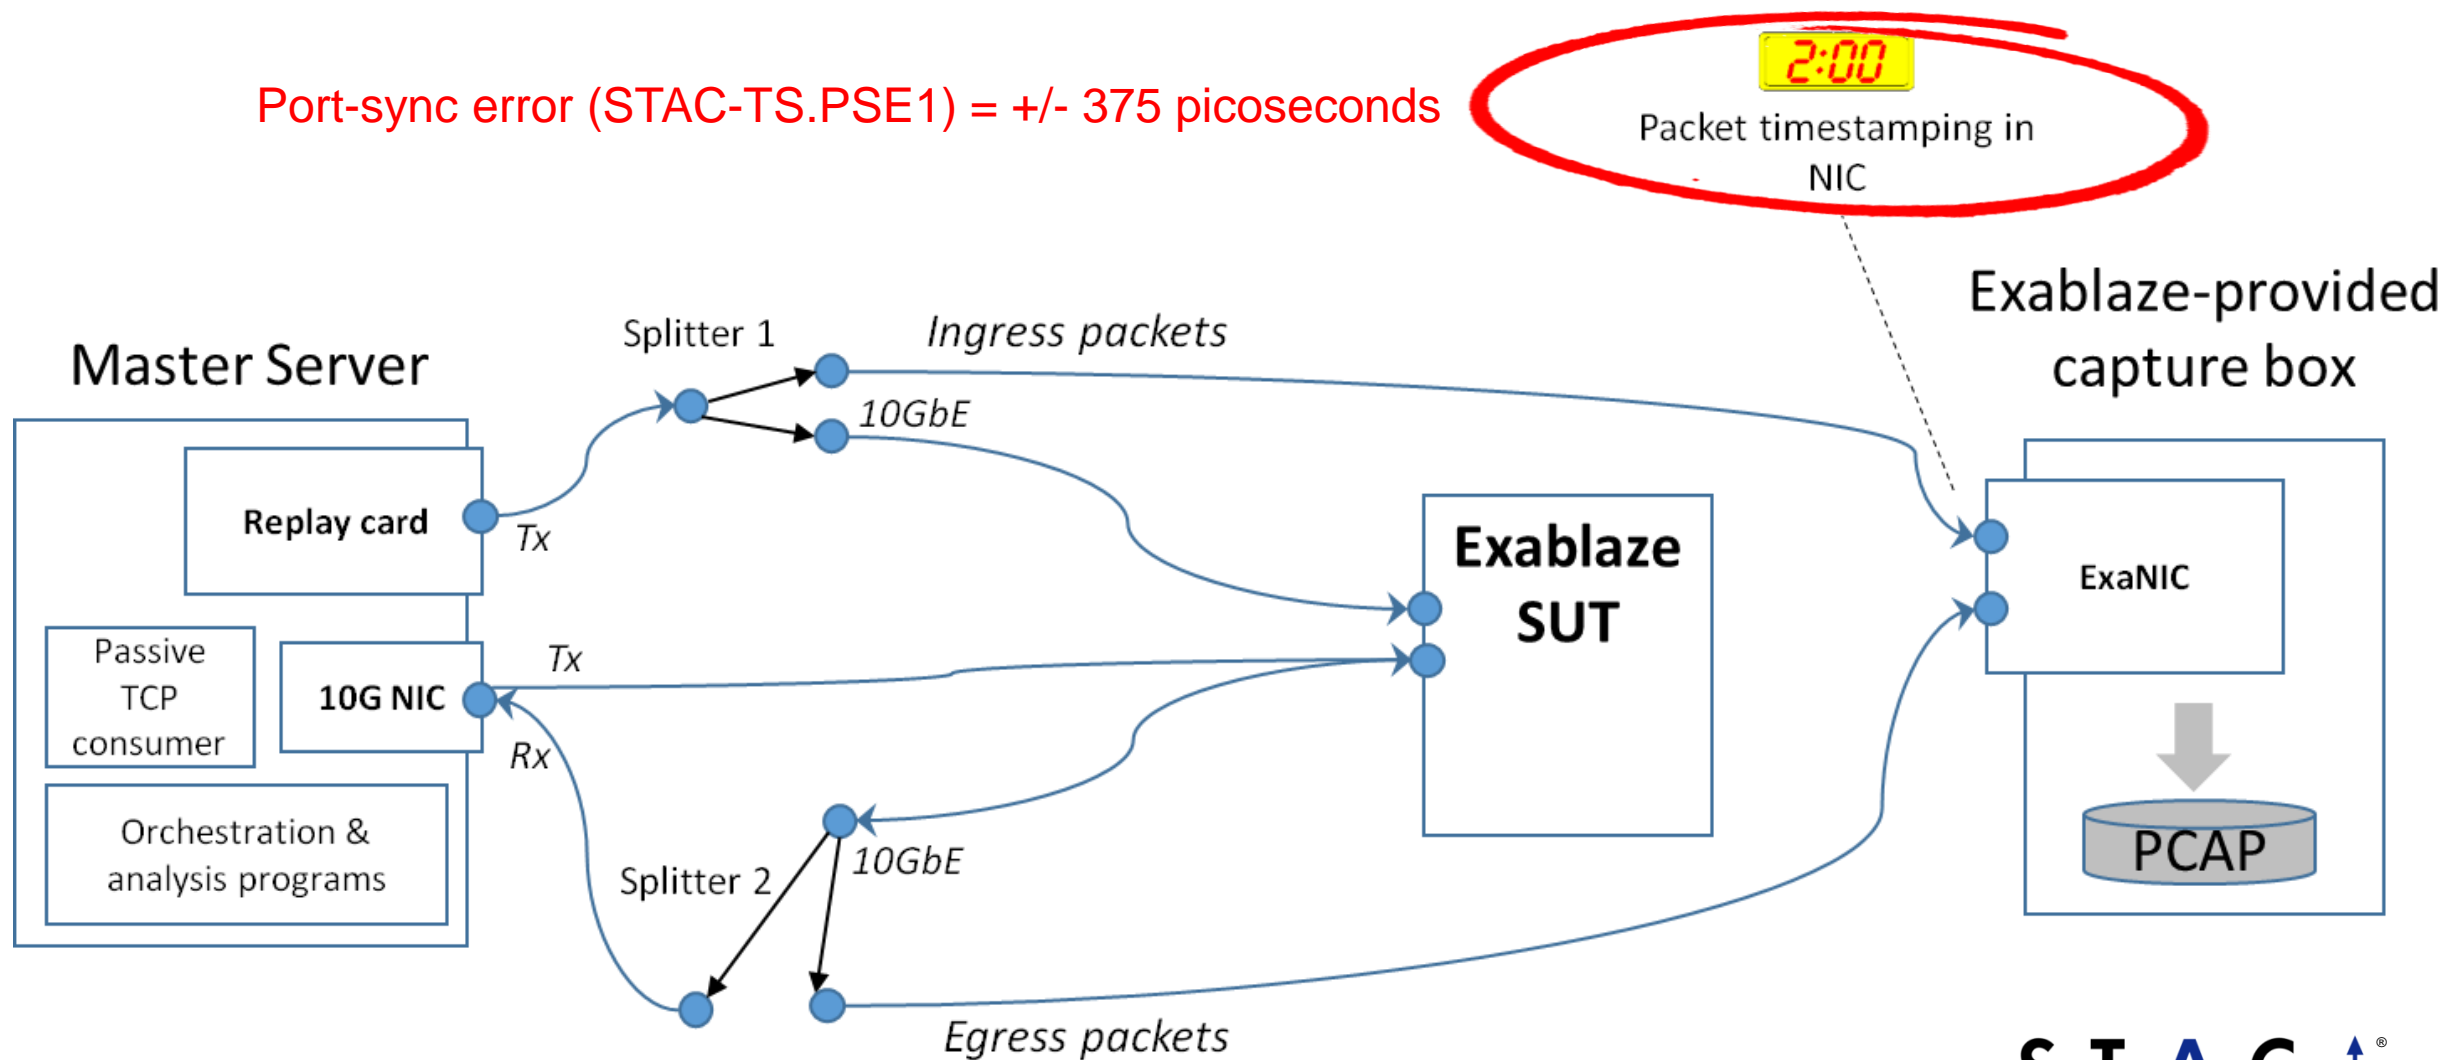 2:00
Port-sync error (STAC-TS.PSE1) = +/- 375 picoseconds
Packet timestamping in
NIC
Exablaze-provided
capture box
Splitter 1
Ingress packets
Master Server
10GbE
Replay card
Tx
Exablaze
SUT
ExaNIC
Passive
TCP
consumer
Tx
10G NIC
Rx
Orchestration &
analysis programs
10GbE
Splitter 2
PCAP
Egress packets
STAC ®